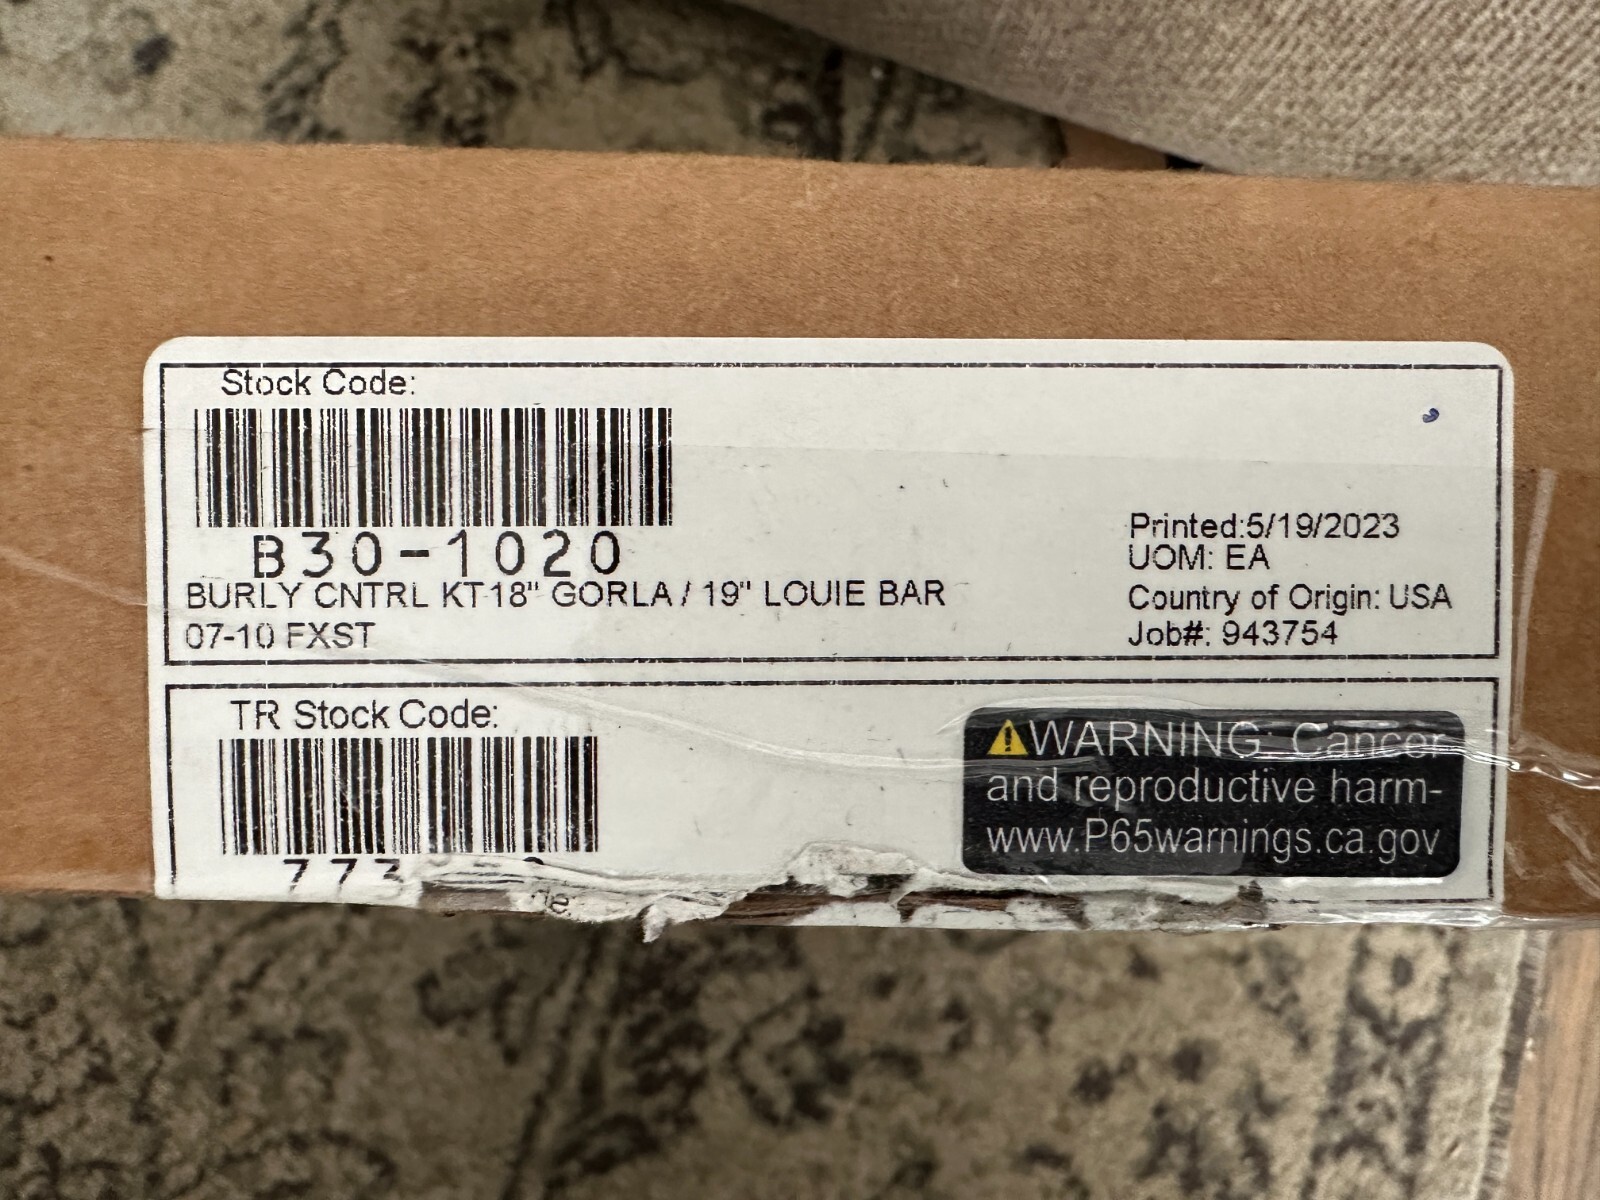 Stock Code:
B30-1020
BURLY CNTRL KT 18" GORLA / 19" LOUIE BAR
07-10 FXST
Printed:5/19/2023
UOM: EA
Country of Origin: USA
Job#: 943754
TR Stock Code:
⚠WARNING: Cancer
and reproductive harm-
www.P65warnings.ca.gov